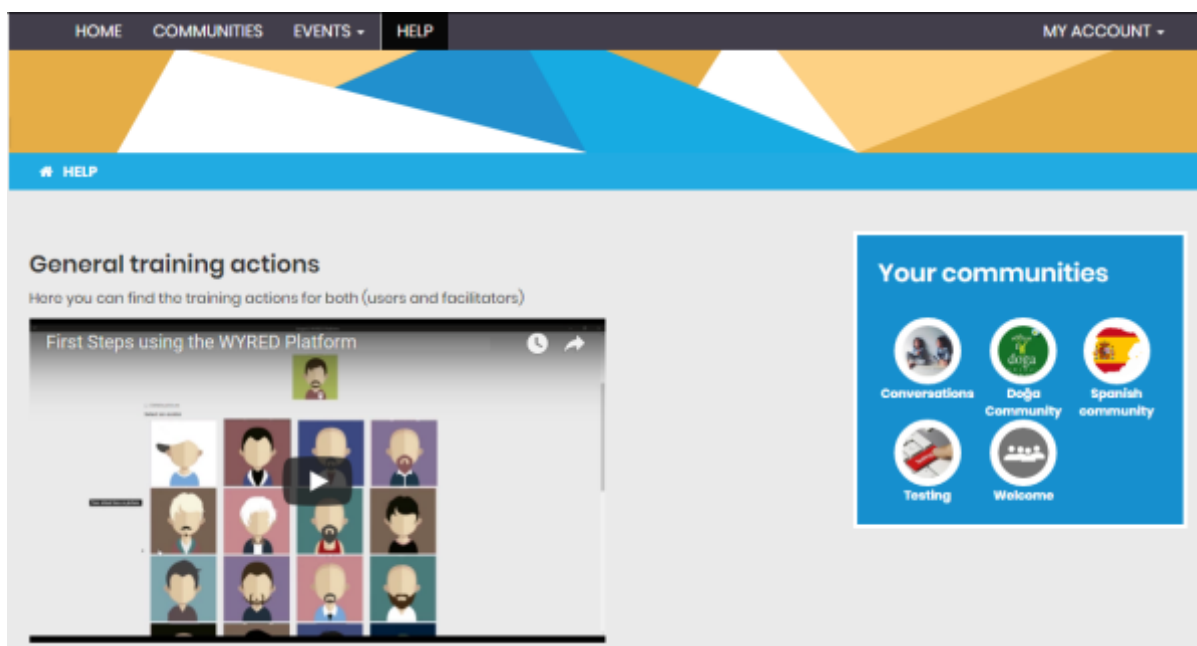 HOME COMMUNITIES EVENTS HELP MY ACCOUNT
HELP
General training actions
Here you can find the training actions for both (users and facilitators)
First Steps using the WYRED Platform
Your communities
Conversations
Doğa
Community
Spanish
community
Testing
Welcome
doğa